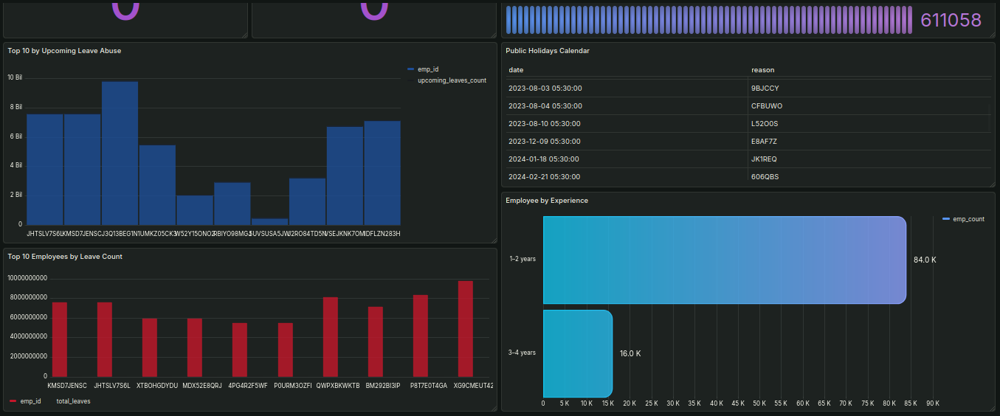 0
0
611058
Top 10 by Upcoming Leave Abuse
10 Bil
8 Bil
6 Bil
4 Bil
2 Bil
0
emp_id
upcoming_leaves_count
Public Holidays Calendar
date reason
2023-08-03 05:30:00 9BJCCY
2023-08-04 05:30:00 CFBUWO
2023-08-10 05:30:00 L52O0S
2023-12-09 05:30:00 E8AF7Z
2024-01-18 05:30:00 JK1REQ
2024-02-21 05:30:00 606QBS
Top 10 Employees by Leave Count
10000000000
8000000000
6000000000
4000000000
2000000000
0
KMSD7JENSC JHTSLV7S6L XTBOHGDYDU MDX52E8QRJ 4PG4R2F5WF P0URM3OZFI QWPXBKWKTB BM292BI3IP P8T7E0T4GA XG9CMEUT42
emp_id total_leaves
Employee by Experience
emp_count
1–2 years
84.0 K
3–4 years
16.0 K
0 5 K 10 K 15 K 20 K 25 K 30 K 35 K 40 K 45 K 50 K 55 K 60 K 65 K 70 K 75 K 80 K 85 K 90 K